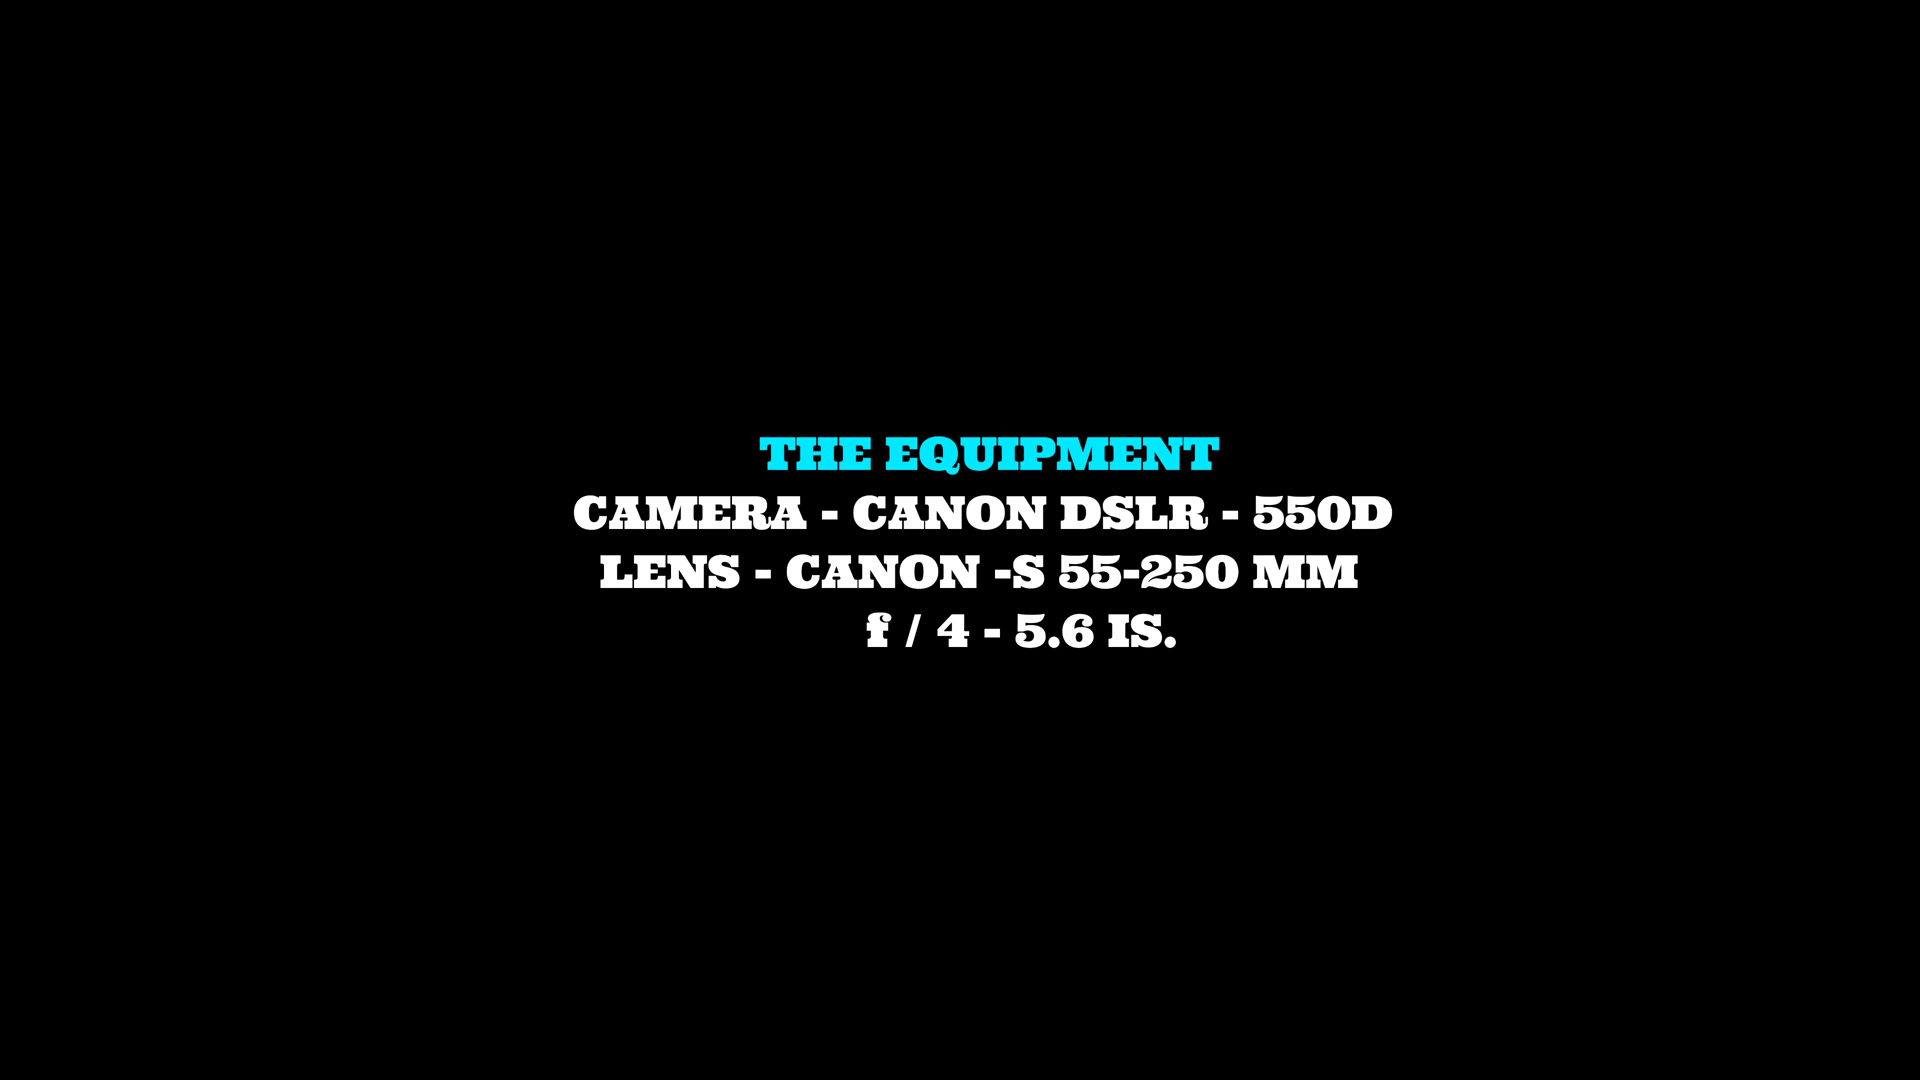 THE EQUIPMENT
CAMERA - CANON DSLR - 550D
LENS - CANON -S 55-250 MM
f / 4 - 5.6 IS.